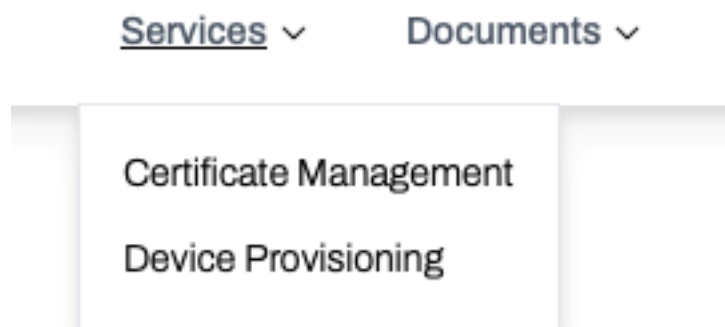 Services Documents
Certificate Management
Device Provisioning